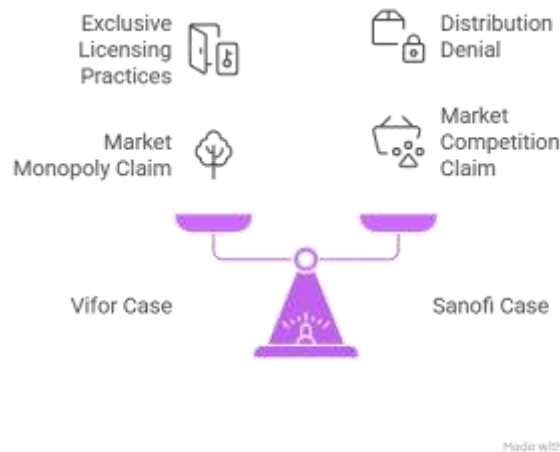 Exclusive
Licensing
Practices
Distribution
Denial
Market
Monopoly Claim
Market
Competition
Claim
Vifor Case
Sanofi Case
Made with